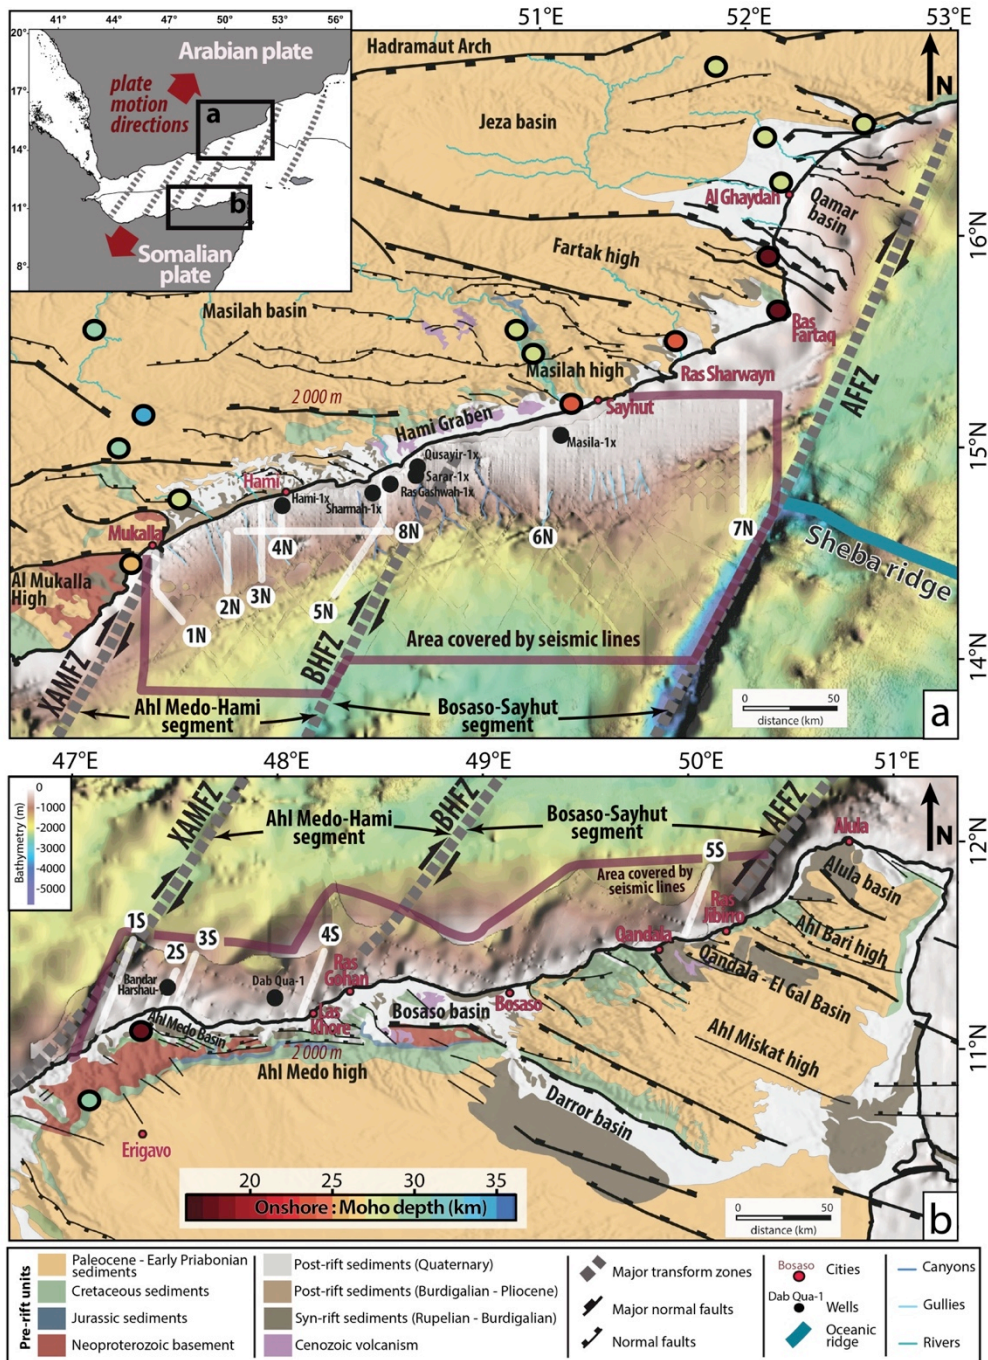 41°
44°
47°
50°
53°
56°
20°
17°
14°
11°
8°
Arabian plate
plate
motion
directions
a
b
Somalian
plate
51°E
52°E
53°E
N
Hadramaut Arch
Jeza basin
Al Ghaydah
Qamar
basin
16°N
Fartak high
Masilah basin
Ras
Fartaq
Masilah high
Ras Sharwayn
AFFZ
2 000 m
Sayhut
Hami Graben
Masila-1x
15°N
Qusayir-1x
Sarar-1x
Hami
Hami-1x
Sharmah-1x
Ras Gashwah-1x
Mukalla
4N
8N
6N
7N
Sheba ridge
Al Mukalla
High
2N
3N
5N
1N
BHFZ
Area covered by seismic lines
14°N
XAMFZ
Ahl Medo-Hami
segment
Bosaso-Sayhut
segment
0
50
distance (km)
a
47°E
48°E
49°E
50°E
51°E
Bathymetry (m)
0
-1000
-2000
-3000
-4000
-5000
XAMFZ
Ahl Medo-Hami
segment
BHFZ
Bosaso-Sayhut
segment
AFFZ
Alula
N
12°N
5S
Area covered by
seismic lines
Alula basin
1S
2S
3S
4S
Ras
Jibirro
Ahl Bari high
Bandar
Harshau-
Dab Qua-1
Ras
Gohan
Qandala
Qandala - El Gal Basin
Las
Khore
Bosaso basin
Bosaso
Ahl Medo Basin
2 000 m
Ahl Medo high
Ahl Miskat high
11°N
Darror basin
Erigavo
20
25
30
35
Onshore : Moho depth (km)
0
50
distance (km)
b
Pre-rift units
Paleocene - Early Priabonian
sediments
Cretaceous sediments
Jurassic sediments
Neoproterozoic basement
Post-rift sediments (Quaternary)
Post-rift sediments (Burdigalian - Pliocene)
Syn-rift sediments (Rupelian - Burdigalian)
Cenozoic volcanism
Major transform zones
Major normal faults
Normal faults
Bosaso
Cities
Dab Qua-1
Wells
Oceanic
ridge
Canyons
Gullies
Rivers